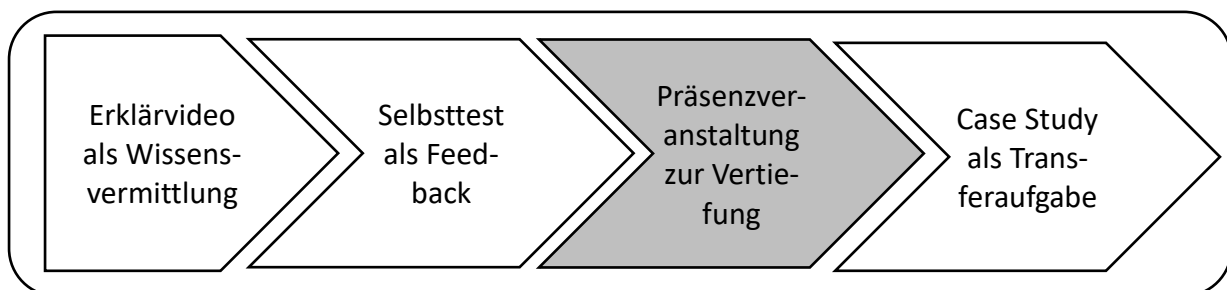 Erklärvideo
als Wissens-
vermittlung
Selbsttest
als Feed-
back
Präsenzver-
anstaltung
zur Vertie-
fung
Case Study
als Trans-
feraufgabe